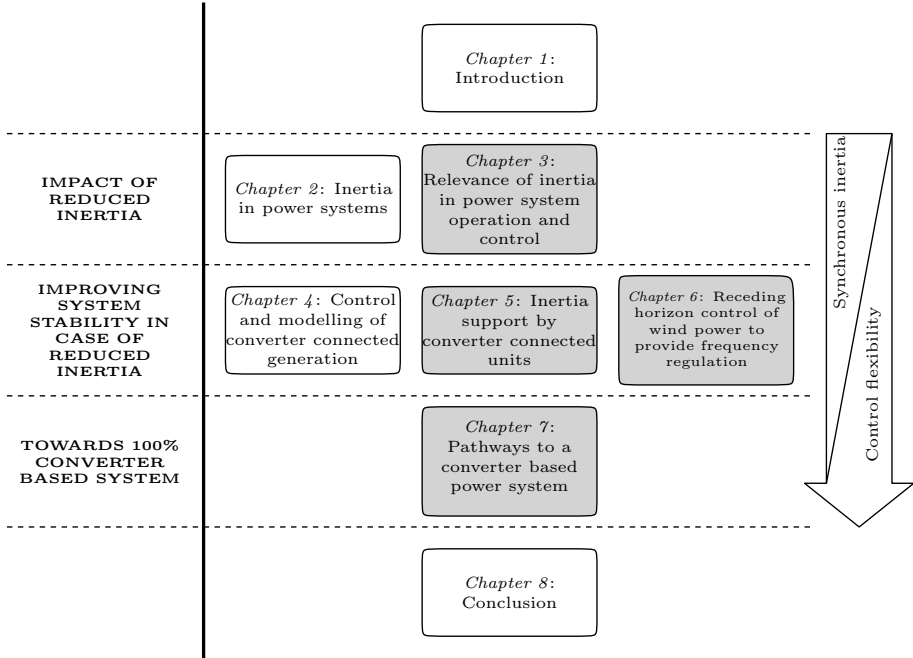 Chapter 1:
Introduction
IMPACT OF
REDUCED
INERTIA
Chapter 2: Inertia
in power systems
Chapter 3:
Relevance of inertia
in power system
operation and
control
IMPROVING
SYSTEM
STABILITY IN
CASE OF
REDUCED
INERTIA
Chapter 4: Control
and modelling of
converter connected
generation
Chapter 5: Inertia
support by
converter connected
units
Chapter 6: Receding
horizon control of
wind power to
provide frequency
regulation
TOWARDS 100%
CONVERTER
BASED SYSTEM
Chapter 7:
Pathways to a
converter based
power system
Chapter 8:
Conclusion
Synchronous inertia
Control flexibility